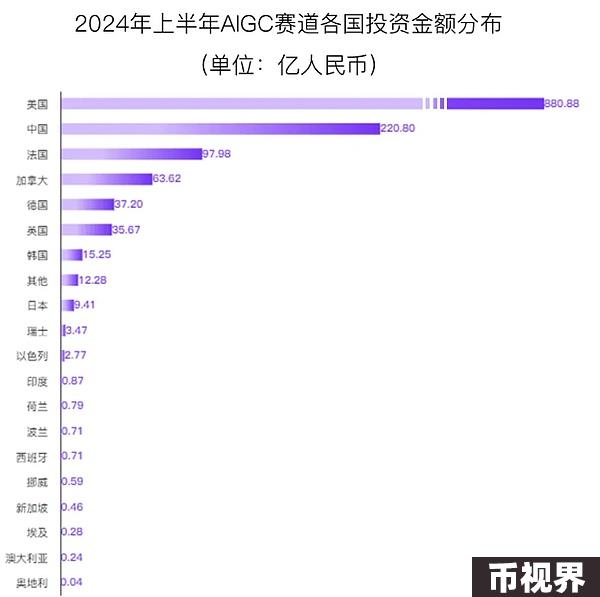 2024年上半年AIGC赛道各国投资金额分布
（单位：亿人民币）
美国 880.88
中国 220.80
法国 97.98
加拿大 63.62
德国 37.20
英国 35.67
韩国 15.25
其他 12.28
日本 9.41
瑞士 3.47
以色列 2.77
印度 0.87
荷兰 0.79
波兰 0.71
西班牙 0.71
挪威 0.59
新加坡 0.46
埃及 0.28
澳大利亚 0.24
奥地利 0.04
币视界